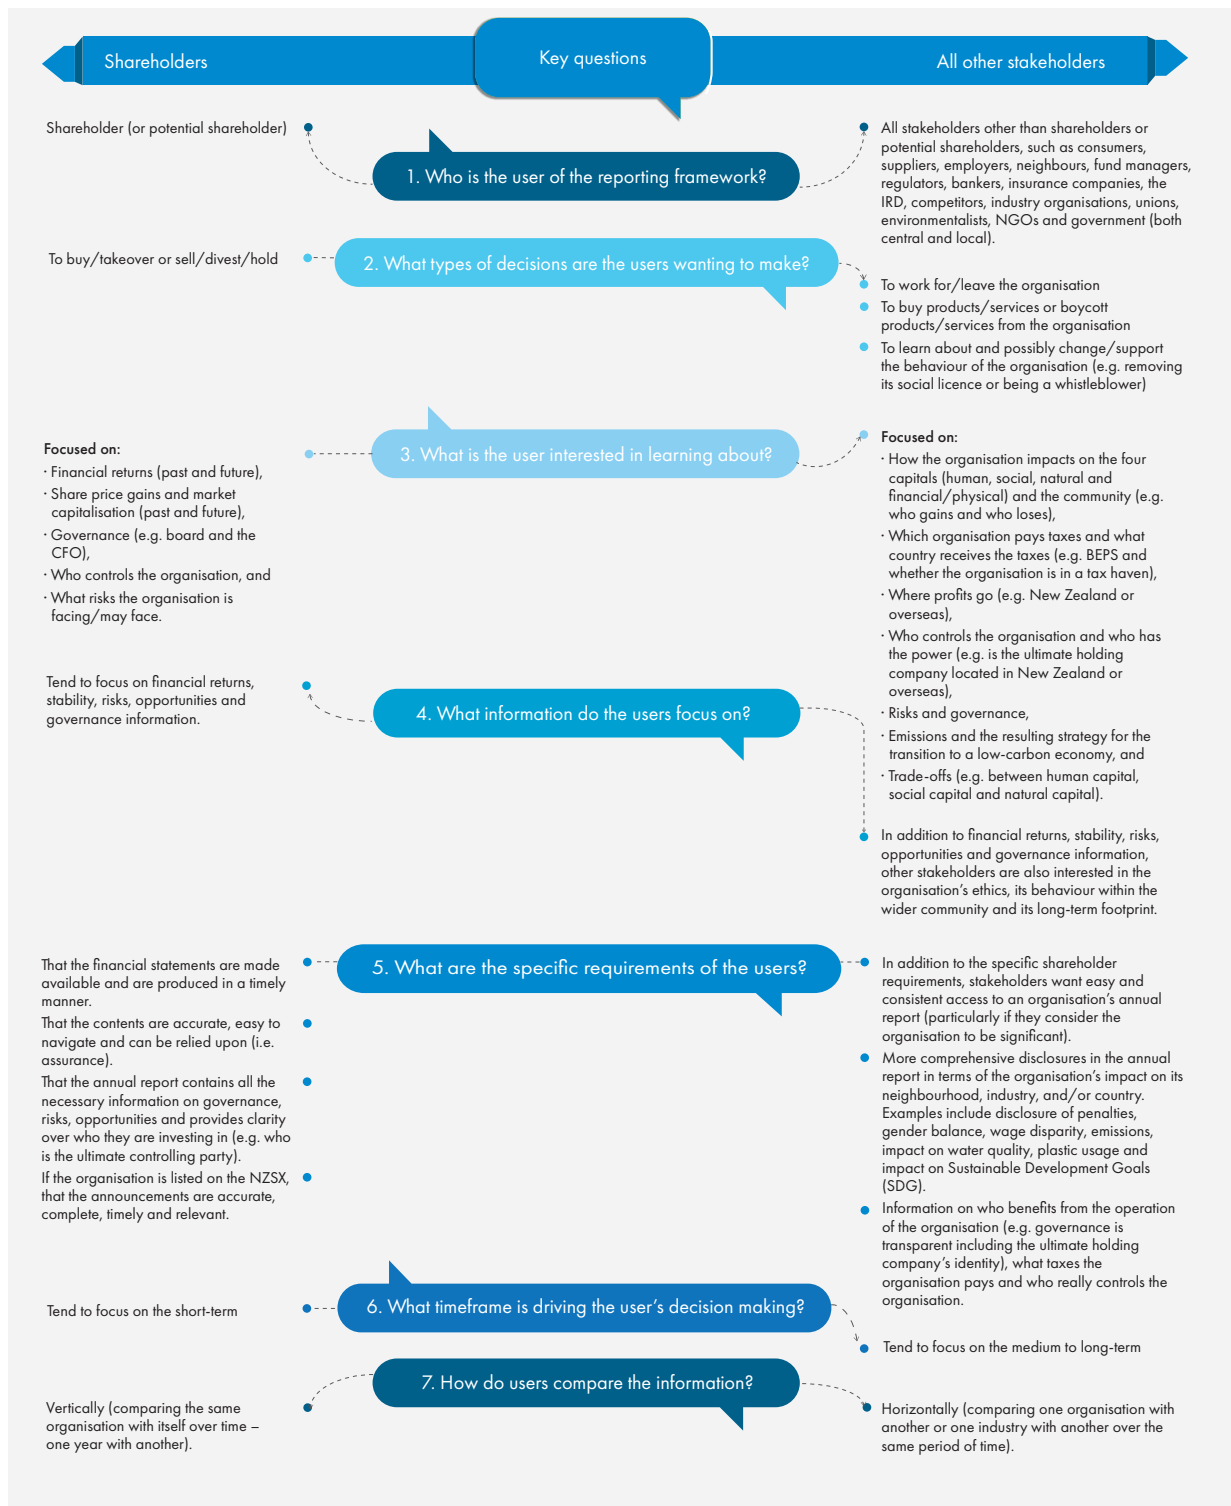 Shareholders
Key questions
All other stakeholders
Shareholder (or potential shareholder)
1. Who is the user of the reporting framework?
All stakeholders other than shareholders or
potential shareholders, such as consumers,
suppliers, employers, neighbours, fund managers,
regulators, bankers, insurance companies, the
IRD, competitors, industry organisations, unions,
environmentalists, NGOs and government (both
central and local).
To buy/takeover or sell/divest/hold
2. What types of decisions are the users wanting to make?
To work for/leave the organisation
To buy products/services or boycott
products/services from the organisation
To learn about and possibly change/support
the behaviour of the organisation (e.g. removing
its social licence or being a whistleblower)
3. What is the user interested in learning about?
Focused on:
· Financial returns (past and future),
· Share price gains and market
capitalisation (past and future),
· Governance (e.g. board and the
CFO),
· Who controls the organisation, and
· What risks the organisation is
facing/may face.
Focused on:
· How the organisation impacts on the four
capitals (human, social, natural and
financial/physical) and the community (e.g.
who gains and who loses),
· Which organisation pays taxes and what
country receives the taxes (e.g. BEPS and
whether the organisation is in a tax haven),
· Where profits go (e.g. New Zealand or
overseas),
· Who controls the organisation and who has
the power (e.g. is the ultimate holding
company located in New Zealand or
overseas),
· Risks and governance,
· Emissions and the resulting strategy for the
transition to a low-carbon economy, and
· Trade-offs (e.g. between human capital,
social capital and natural capital).
Tend to focus on financial returns,
stability, risks, opportunities and
governance information.
4. What information do the users focus on?
In addition to financial returns, stability, risks,
opportunities and governance information,
other stakeholders are also interested in the
organisation's ethics, its behaviour within the
wider community and its long-term footprint.
5. What are the specific requirements of the users?
That the financial statements are made
available and are produced in a timely
manner.
That the contents are accurate, easy to
navigate and can be relied upon (i.e.
assurance).
That the annual report contains all the
necessary information on governance,
risks, opportunities and provides clarity
over who they are investing in (e.g. who
is the ultimate controlling party).
If the organisation is listed on the NZSX,
that the announcements are accurate,
complete, timely and relevant.
In addition to the specific shareholder
requirements, stakeholders want easy and
consistent access to an organisation's annual
report (particularly if they consider the
organisation to be significant).
More comprehensive disclosures in the annual
report in terms of the organisation's impact on its
neighbourhood, industry, and/or country.
Examples include disclosure of penalties,
gender balance, wage disparity, emissions,
impact on water quality, plastic usage and
impact on Sustainable Development Goals
(SDG).
Information on who benefits from the operation
of the organisation (e.g. governance is
transparent including the ultimate holding
company's identity), what taxes the
organisation pays and who really controls the
organisation.
6. What timeframe is driving the user's decision making?
Tend to focus on the short-term
Tend to focus on the medium to long-term
7. How do users compare the information?
Vertically (comparing the same
organisation with itself over time –
one year with another).
Horizontally (comparing one organisation with
another or one industry with another over the
same period of time).